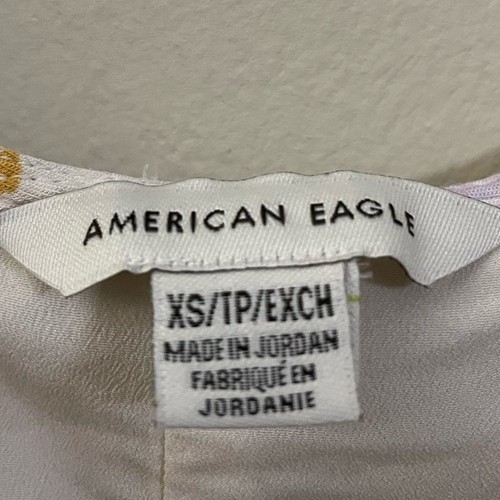 AMERICAN EAGLE
XS/TP/EXCH
MADE IN JORDAN
FABRIQUÉ EN
JORDANIE